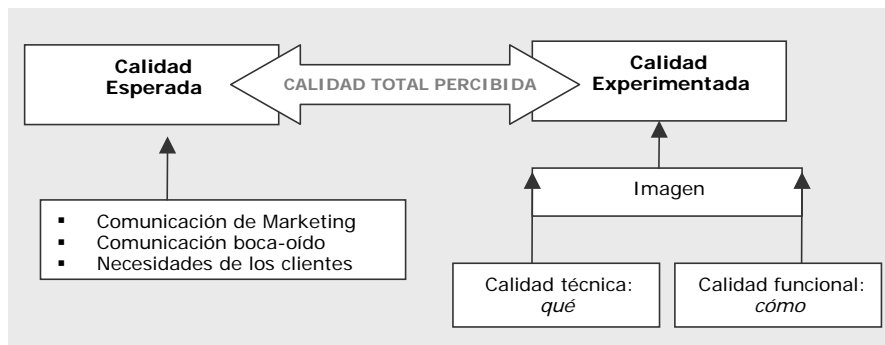 Calidad
Esperada
CALIDAD TOTAL PERCIBIDA
Calidad
Experimentada
▪ Comunicación de Marketing
▪ Comunicación boca-oído
▪ Necesidades de los clientes
Imagen
Calidad técnica:
qué
Calidad funcional:
cómo